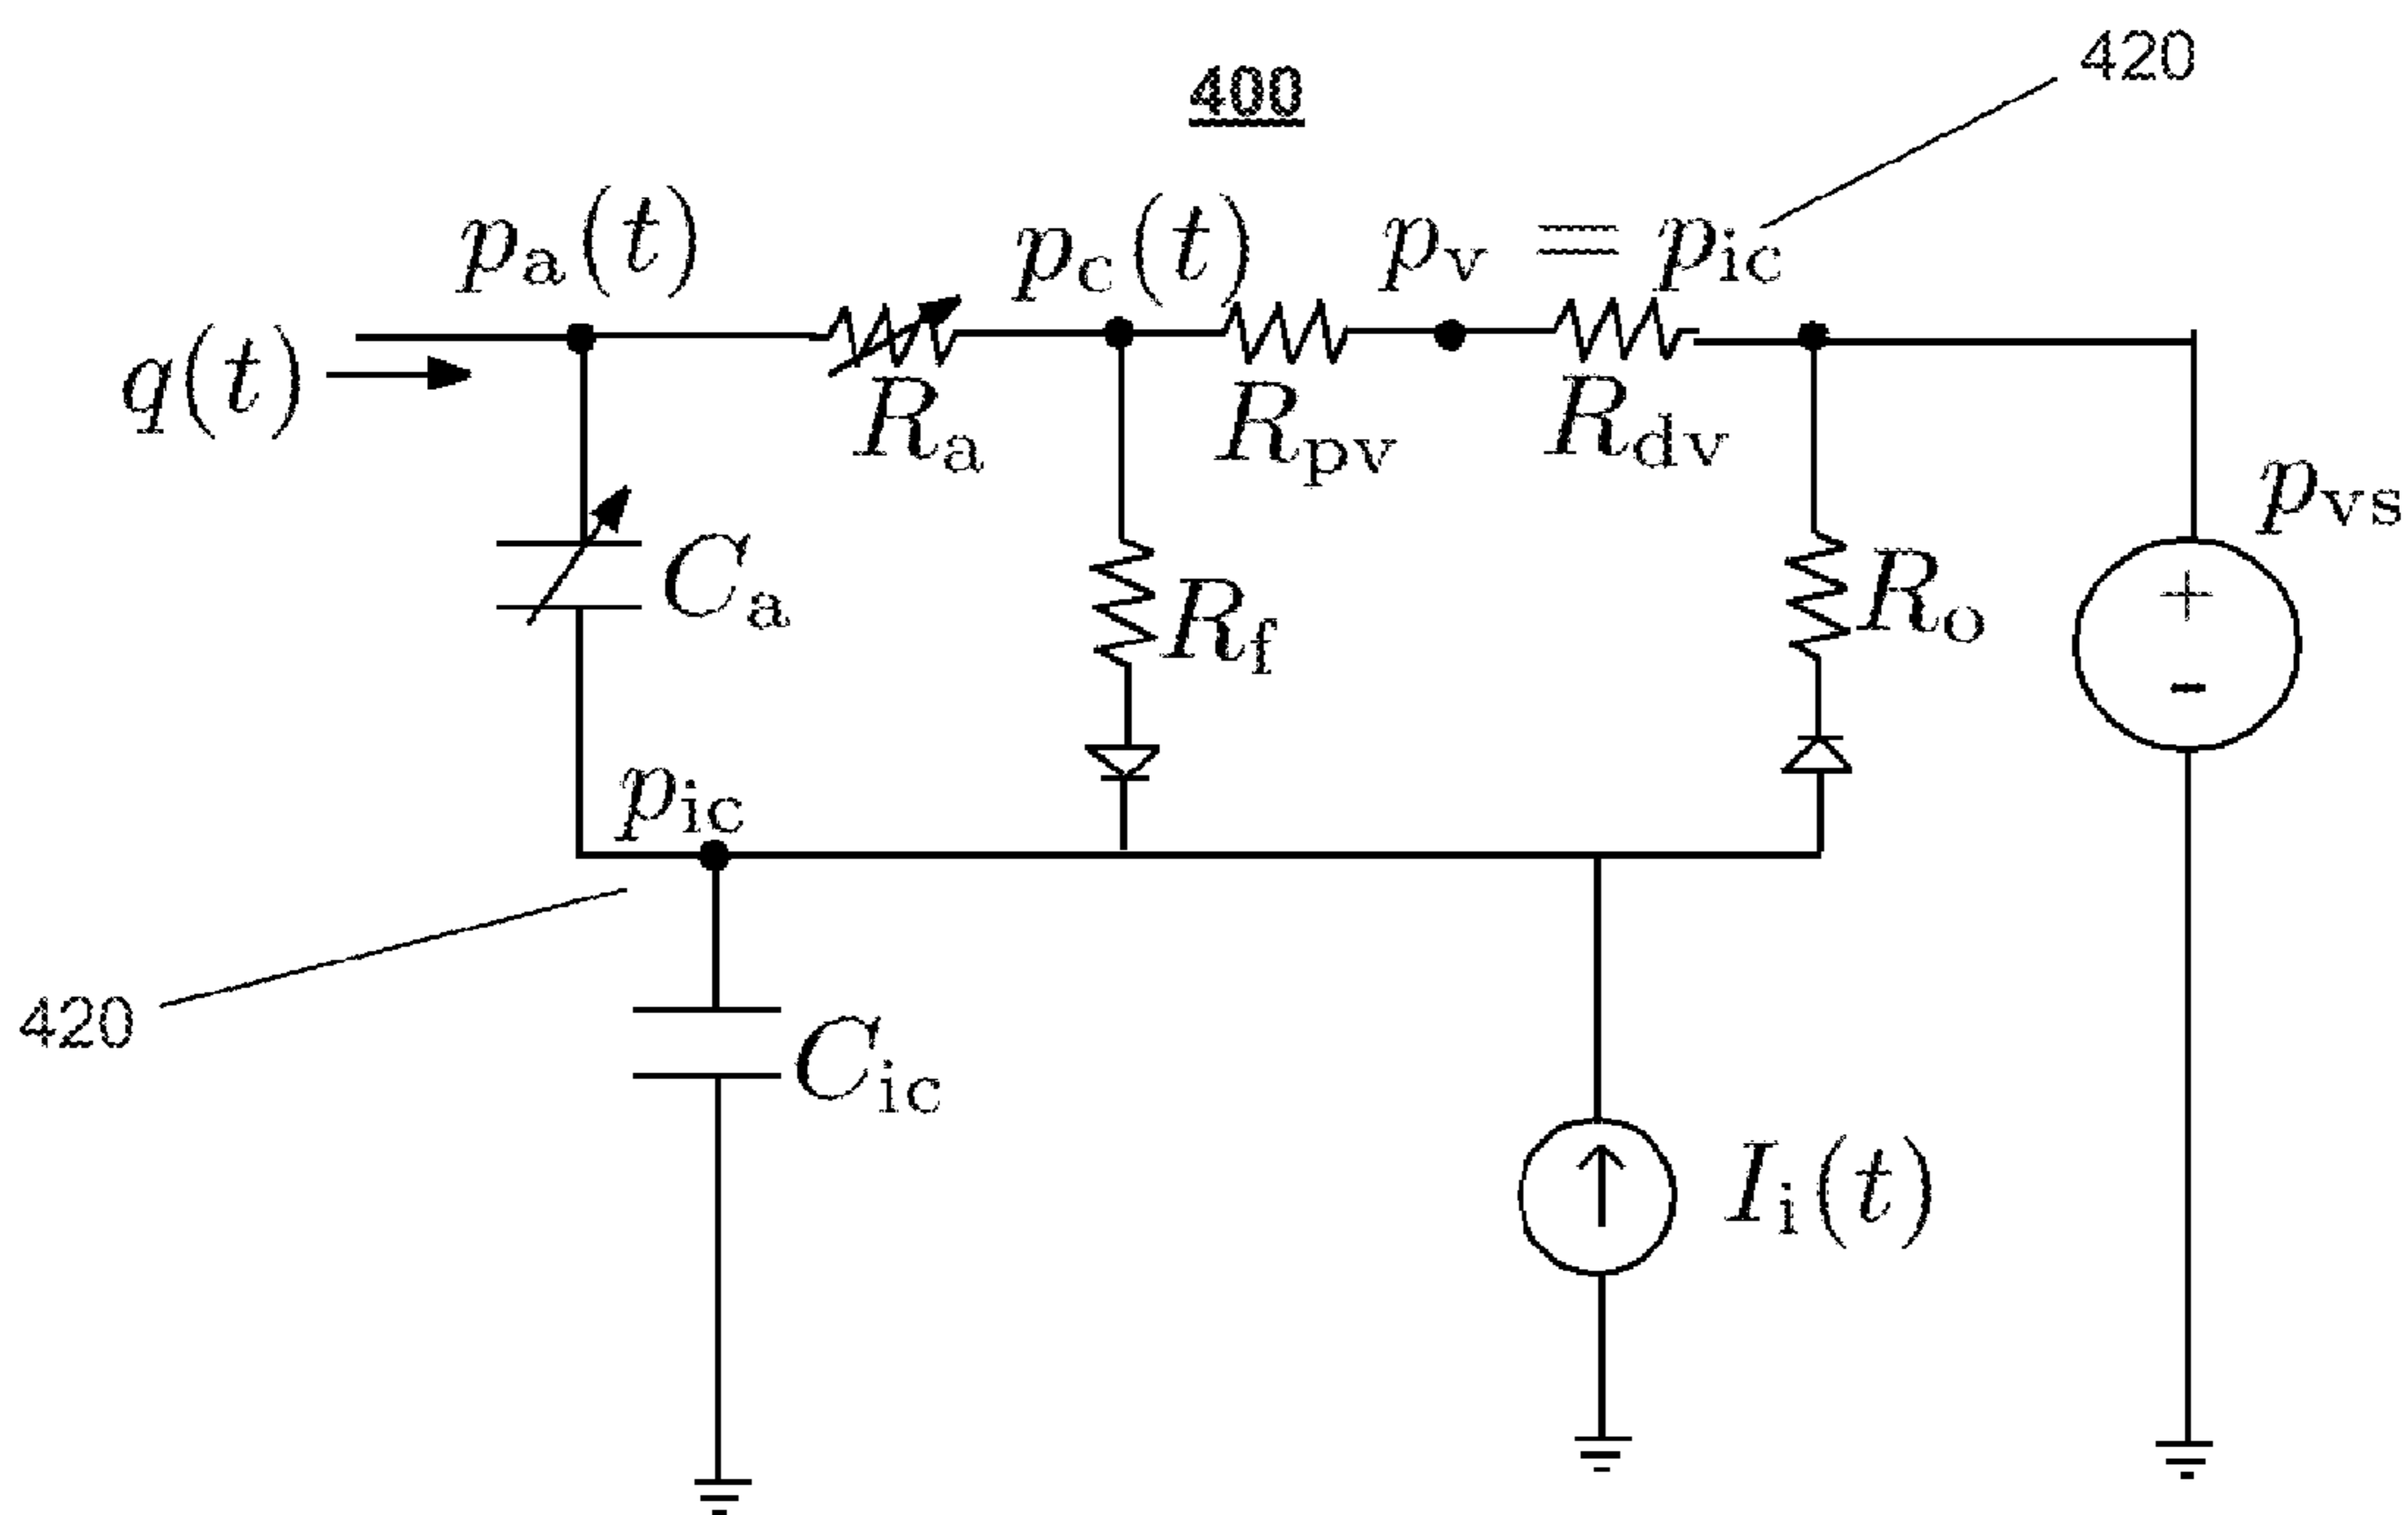 420
400
p_a(t)
p_c(t)
p_v = p_ic
q(t)
R_a
R_pv
R_dv
p_vs
C_a
R_f
R_o
+
-
p_ic
420
C_ic
I_i(t)